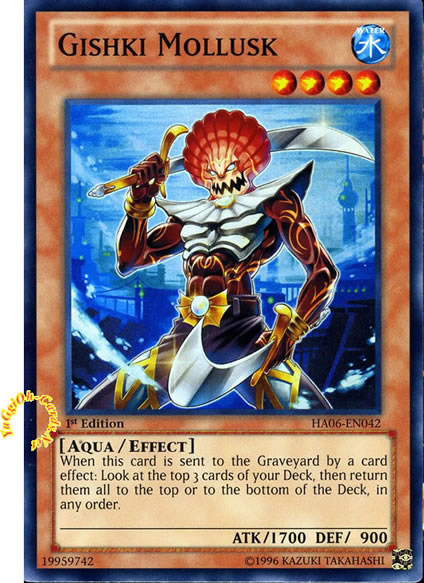 GISHKI MOLLUSK
WATER
水
YuGgiOh-Cards.Net
1st Edition
HA06-EN042
[AQUA / EFFECT]
When this card is sent to the Graveyard by a card
effect: Look at the top 3 cards of your Deck, then return
them all to the top or to the bottom of the Deck, in
any order.
ATK/1700 DEF/ 900
19959742
©1996 KAZUKI TAKAHASHI